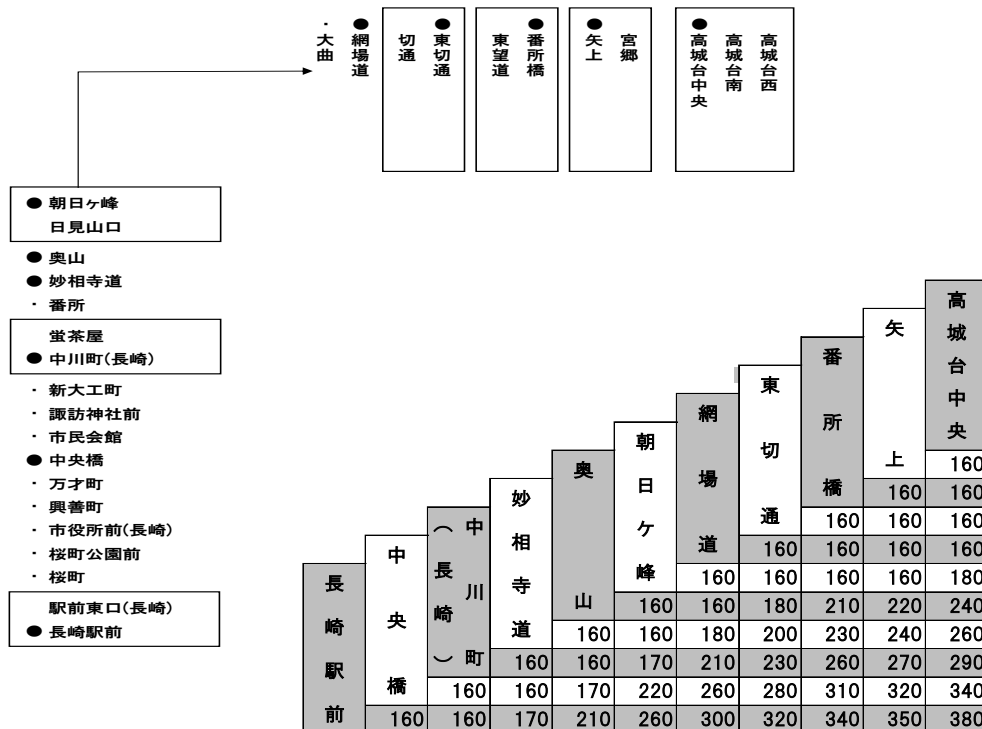 ・大曲
●網場道
切通
●東切通
東望道
●番所橋
●矢上
宮郷
●高城台中央
高城台南
高城台西
●朝日ヶ峰
日見山口
●奥山
●妙相寺道
・番所
蛍茶屋
●中川町(長崎)
・新大工町
・諏訪神社前
・市民会館
●中央橋
・万才町
・興善町
・市役所前(長崎)
・桜町公園前
・桜町
駅前東口(長崎)
●長崎駅前
長崎駅前
中央橋
中川町
(長崎)
妙相寺道
奥山
朝日ケ峰
網場道
東切通
番所橋
矢上
高城台中央
160
160 160
160 160 160
160 160 160 160
160 160 160 160 180
160 160 180 210 220 240
160 160 180 200 230 240 260
160 160 170 210 230 260 270 290
160 160 170 220 260 280 310 320 340
160 160 170 210 260 300 320 340 350 380